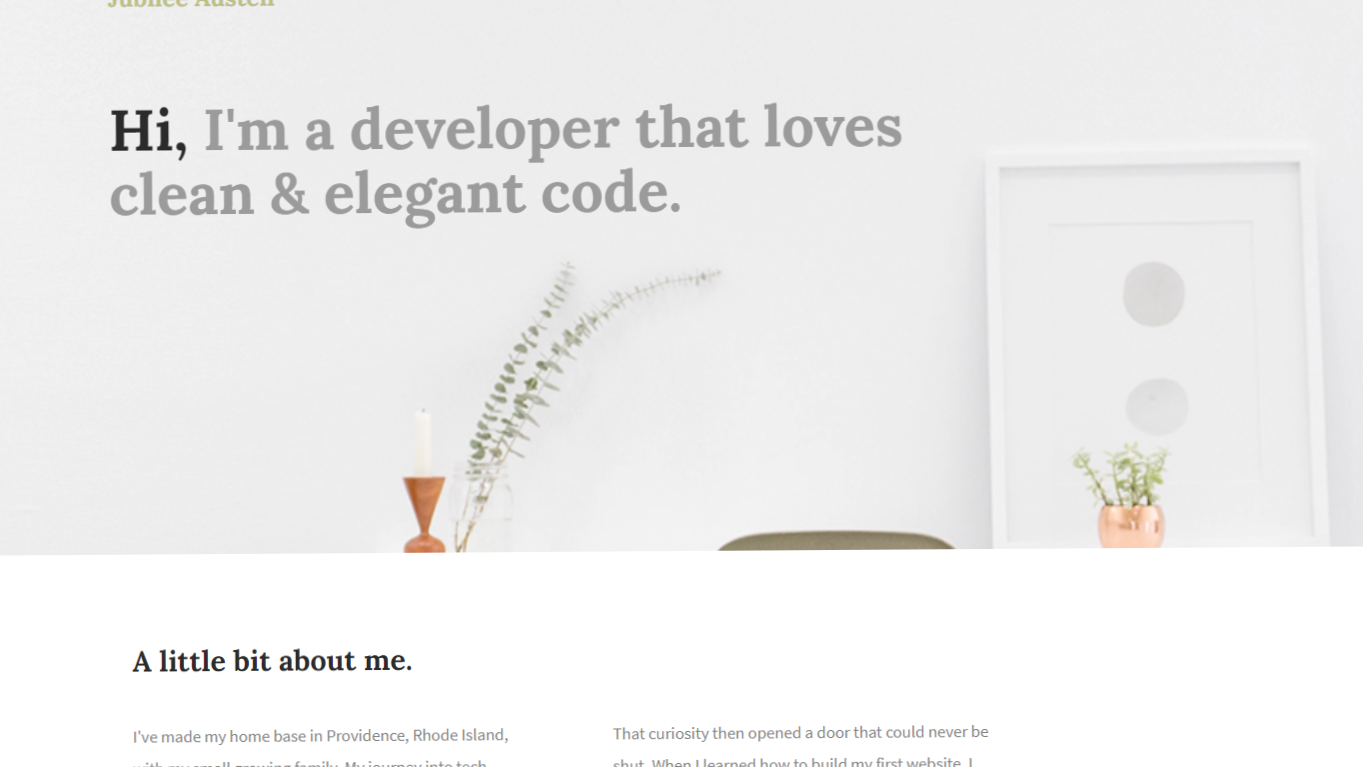 Jubilee Austen
Hi, I'm a developer that loves
clean & elegant code.
A little bit about me.
I've made my home base in Providence, Rhode Island,
with my small growing family. My journey into tech
That curiosity then opened a door that could never be
shut. When I learned how to build my first website, I